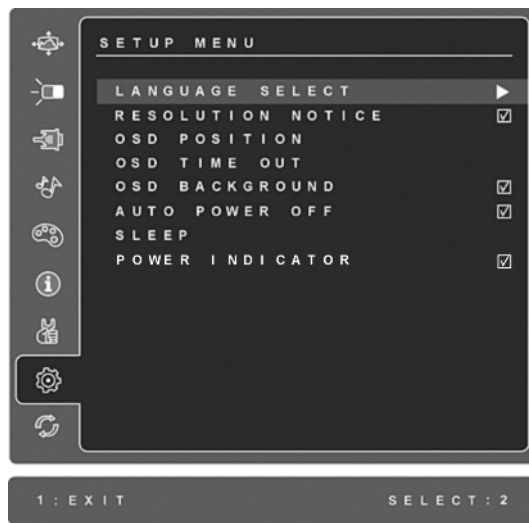 SETUP MENU
LANGUAGE SELECT
RESOLUTION NOTICE
OSD POSITION
OSD TIME OUT
OSD BACKGROUND
AUTO POWER OFF
SLEEP
POWER INDICATOR
1:EXIT SELECT:2